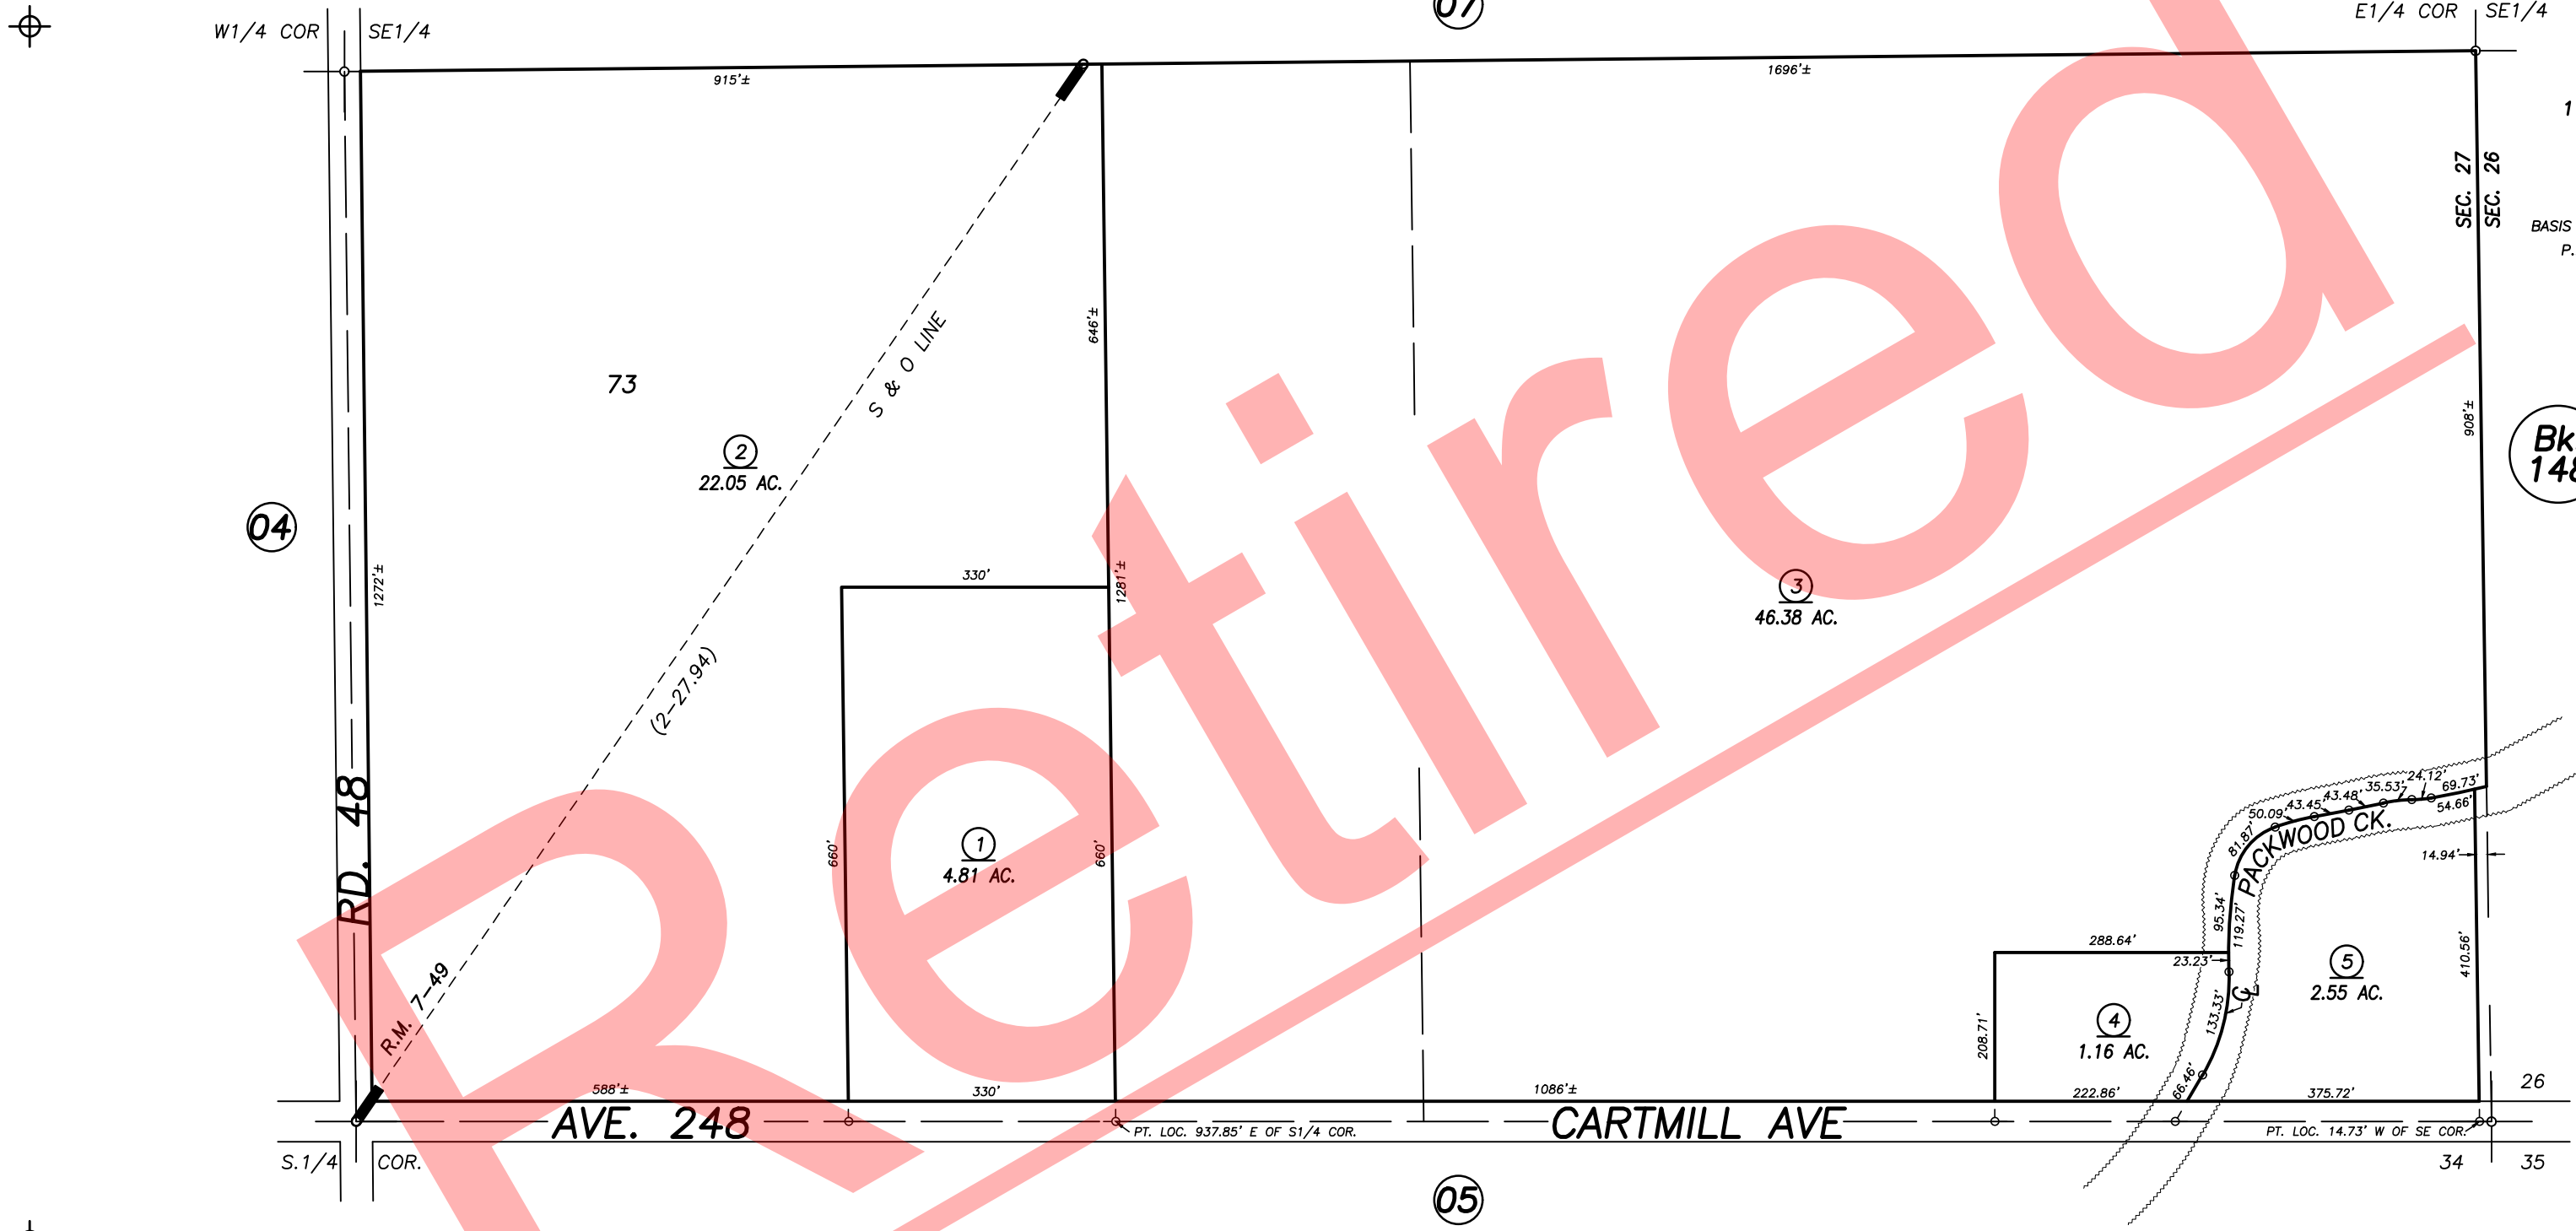 07
W1/4 COR
SE1/4
E1/4 COR
SE1/4
915'±
1696'±
1
SEC. 27
SEC. 26
BASIS
P.
646'±
S & O LINE
73
2
22.05 AC.
908'±
Bk
148
04
1272'±
330'
1281'±
3
46.38 AC.
(2-27.94)
RD. 48
660'
1
4.81 AC.
660'
50.09'
43.45'
43.48'
35.53'
24.12'
69.73'
54.66'
81.87'
PACKWOOD CK.
14.94'
95.34'
119.27'
288.64'
23.23'
410.56'
5
2.55 AC.
CL
R.M. 7-49
208.71'
4
1.16 AC.
133.33'
66.46'
588'±
330'
1086'±
222.86'
375.72'
26
AVE. 248
CARTMILL AVE
PT. LOC. 937.85' E OF S1/4 COR.
PT. LOC. 14.73' W OF SE COR.
S.1/4
COR.
34
35
05
Retired